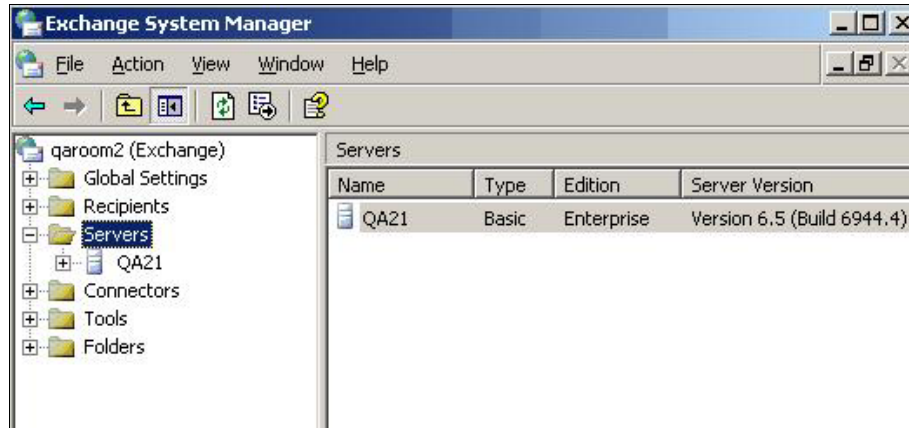 Exchange System Manager
File Action View Window Help
qaroom2 (Exchange)
Global Settings
Recipients
Servers
QA21
Connectors
Tools
Folders
Servers
Name Type Edition Server Version
QA21 Basic Enterprise Version 6.5 (Build 6944.4)